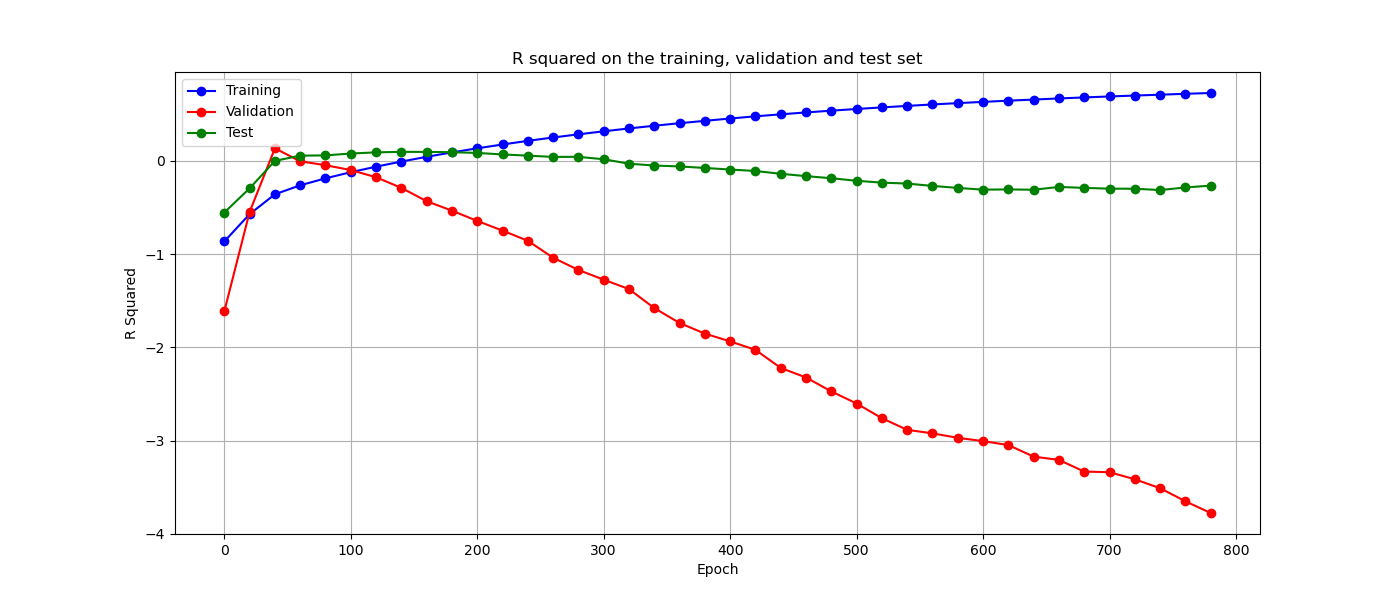 R squared on the training, validation and test set
Training
Validation
Test
0
−1
−2
−3
−4
R Squared
0 100 200 300 400 500 600 700 800
Epoch